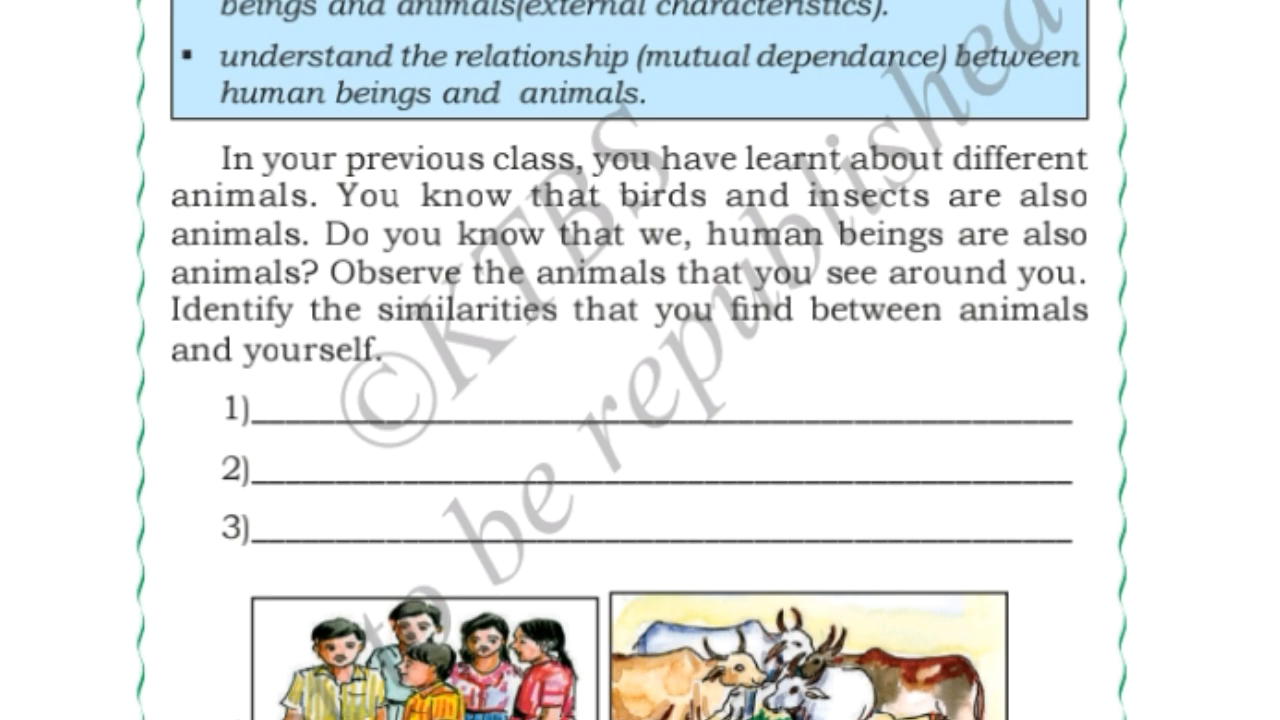 beings and animals(external characteristics).
▪ understand the relationship (mutual dependance) between
human beings and animals.
In your previous class, you have learnt about different
animals. You know that birds and insects are also
animals. Do you know that we, human beings are also
animals? Observe the animals that you see around you.
Identify the similarities that you find between animals
and yourself.
1)
2)
3)
©KTBS
to be republished